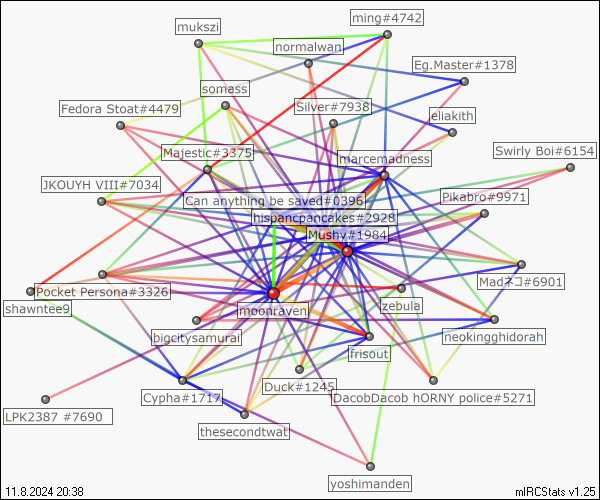 ming#4742
mukszi
normalwan
Eg.Master#1378
somass
Silver#7938
Fedora Stoat#4479
eliakith
Swirly Boi#6154
Majestic#3375
marcemadness
JKOUYH VIII#7034
Pikabro#9971
Can anything be saved#0396
hispancpancakes#2928
Mushy#1984
Madネコ#6901
Pocket Persona#3326
shawntee9
moonraven
zebula
bigcitysamurai
neokingghidorah
frisout
Duck#1245
Cypha#1717
DacobDacob hORNY police#5271
LPK2387 #7690
thesecondtwat
yoshimanden
11.8.2024 20:38
mIRCStats v1.25